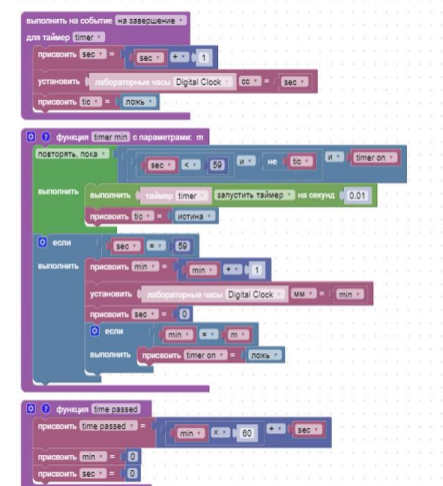 выполнить на событие на завершение
для таймер timer
присвоить sec = sec + 1
установить лабораторные часы Digital Clock сс = sec
присвоить tic = ложь
функция timer min с параметрами: m
повторять, пока sec < 59 и не tic и timer on
выполнить выполнить таймер timer запустить таймер на секунд 0.01
присвоить tic = истина
если sec = 59
выполнить присвоить min = min + 1
установить лабораторные часы Digital Clock мм = min
присвоить sec = 0
если min = m
выполнить присвоить timer on = ложь
функция time passed
присвоить time passed = min × 60 + sec
присвоить min = 0
присвоить sec = 0